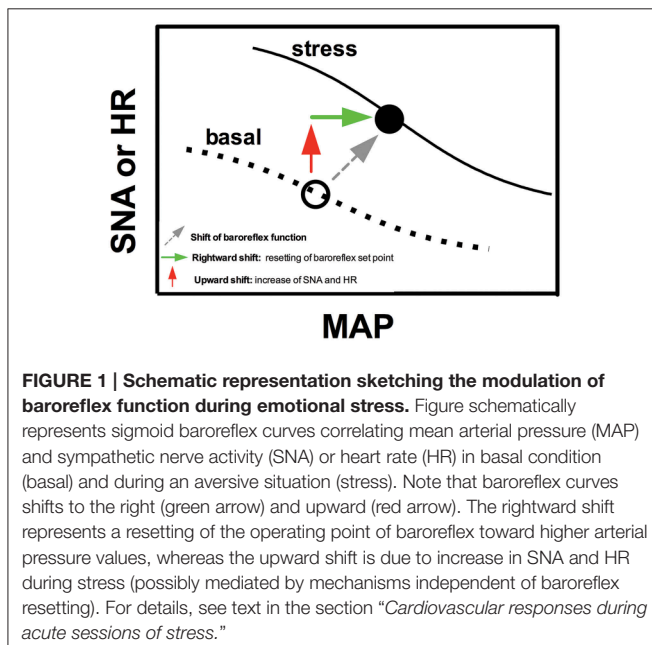 stress
basal
SNA or HR
Shift of baroreflex function
Rightward shift: resetting of baroreflex set point
Upward shift: increase of SNA and HR
MAP
FIGURE 1 | Schematic representation sketching the modulation of
baroreflex function during emotional stress. Figure schematically
represents sigmoid baroreflex curves correlating mean arterial pressure (MAP)
and sympathetic nerve activity (SNA) or heart rate (HR) in basal condition
(basal) and during an aversive situation (stress). Note that baroreflex curves
shifts to the right (green arrow) and upward (red arrow). The rightward shift
represents a resetting of the operating point of baroreflex toward higher arterial
pressure values, whereas the upward shift is due to increase in SNA and HR
during stress (possibly mediated by mechanisms independent of baroreflex
resetting). For details, see text in the section “Cardiovascular responses during
acute sessions of stress.”